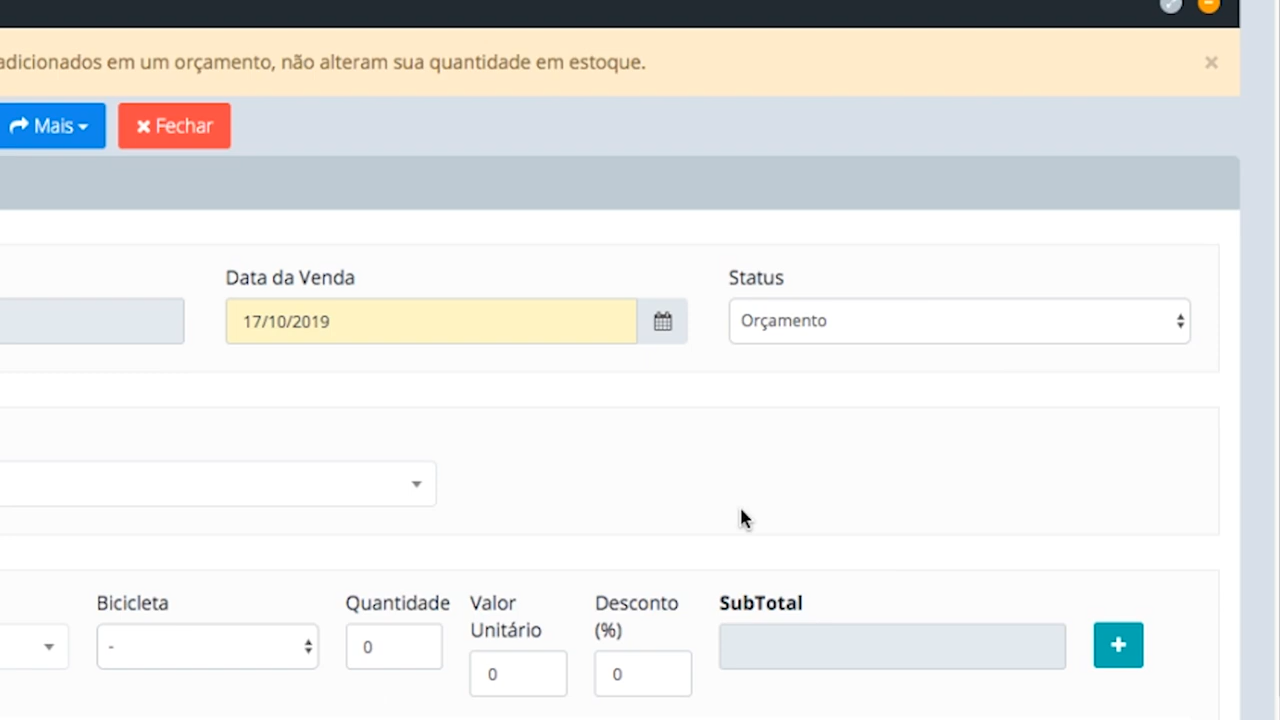 adicionados em um orçamento, não alteram sua quantidade em estoque. ×
Mais
Fechar
Data da Venda
Status
17/10/2019
Orçamento
Bicicleta
Quantidade
Valor
Unitário
Desconto
(%)
SubTotal
-
0
0
0